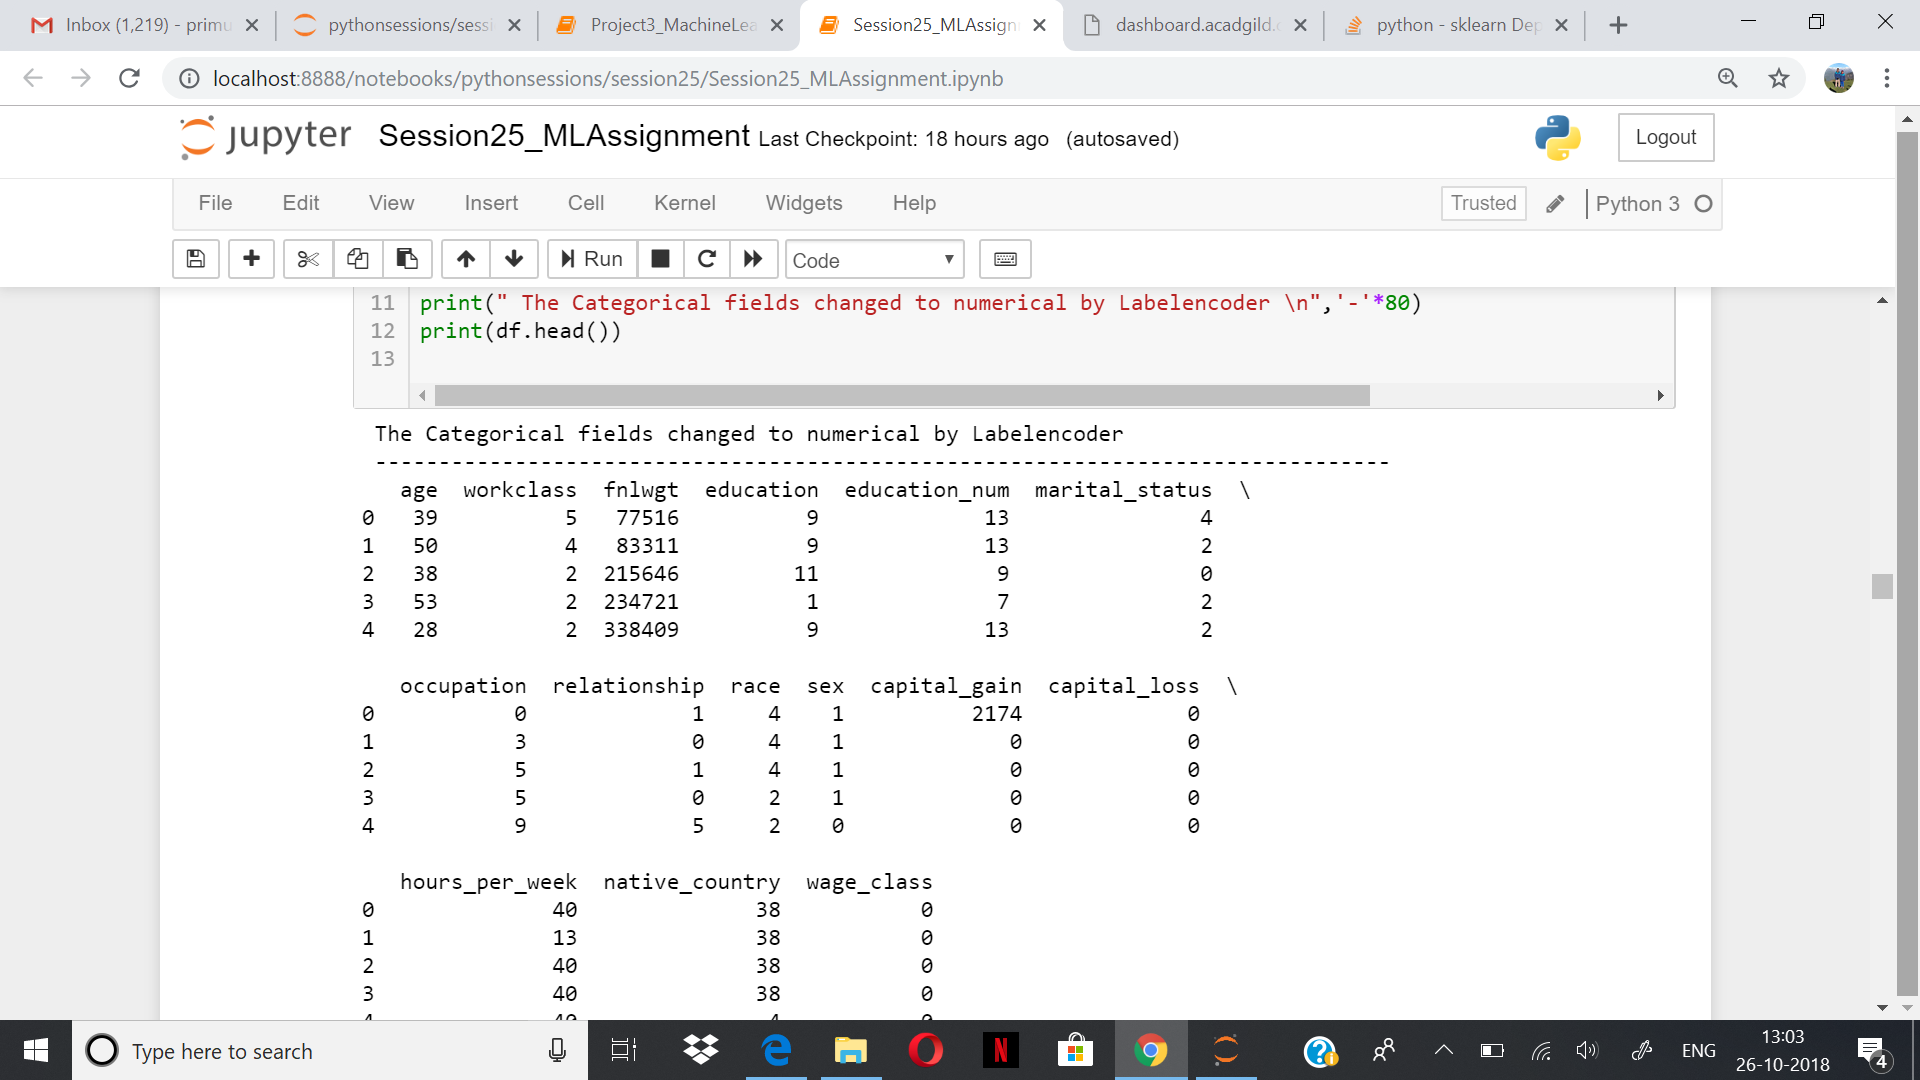 Inbox (1,219) - primu
pythonsessions/sessi
Project3_MachineLea
Session25_MLAssignm
dashboard.acadgild.c
python - sklearn Dep
localhost:8888/notebooks/pythonsessions/session25/Session25_MLAssignment.ipynb
jupyter Session25_MLAssignment Last Checkpoint: 18 hours ago (autosaved)
Logout
File Edit View Insert Cell Kernel Widgets Help
Trusted Python 3
Run Code
11 print(" The Categorical fields changed to numerical by Labelencoder \n",'-'*80)
12 print(df.head())
13
The Categorical fields changed to numerical by Labelencoder
--------------------------------------------------------------------------------
age workclass fnlwgt education education_num marital_status \
0 39 5 77516 9 13 4
1 50 4 83311 9 13 2
2 38 2 215646 11 9 0
3 53 2 234721 1 7 2
4 28 2 338409 9 13 2
occupation relationship race sex capital_gain capital_loss \
0 0 1 4 1 2174 0
1 3 0 4 1 0 0
2 5 1 4 1 0 0
3 5 0 2 1 0 0
4 9 5 2 0 0 0
hours_per_week native_country wage_class
0 40 38 0
1 13 38 0
2 40 38 0
3 40 38 0
4 40 4 0
Type here to search
N
ENG
13:03
26-10-2018
4